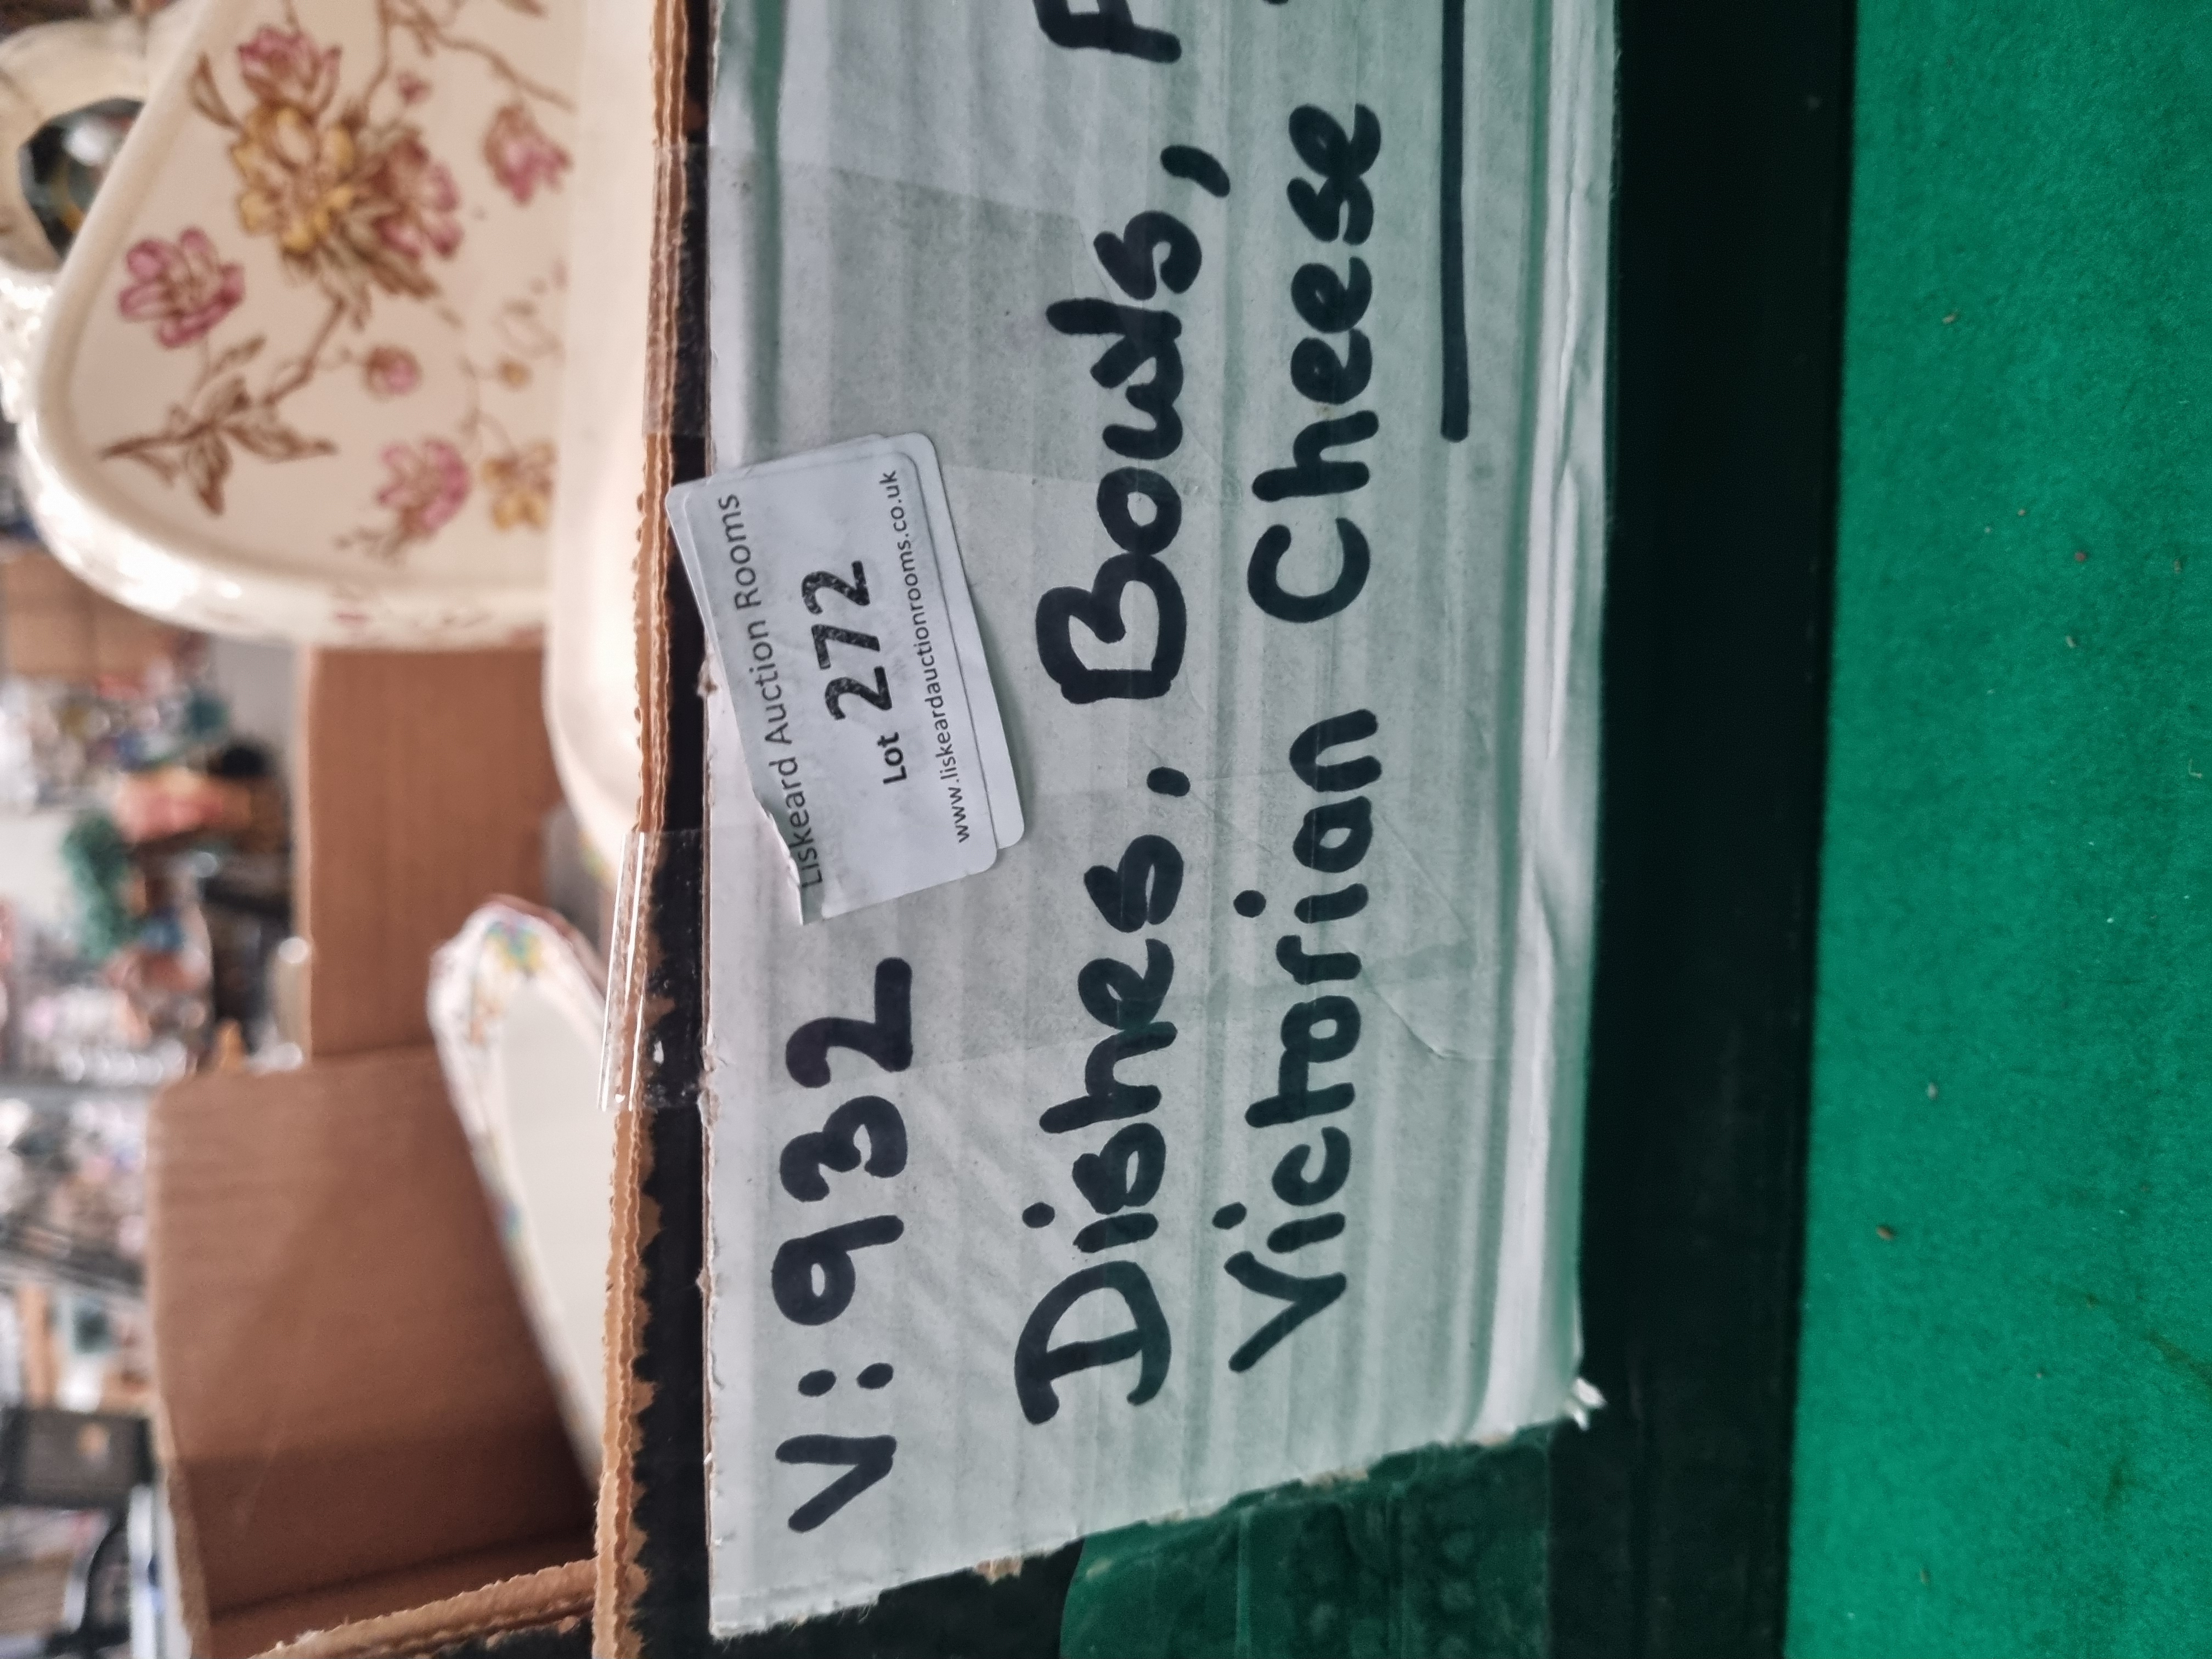 Liskeard Auction Rooms
Lot 272
www.liskeardauctionrooms.co.uk
V: 932
Dishes, Bowls,
Victorian Cheese